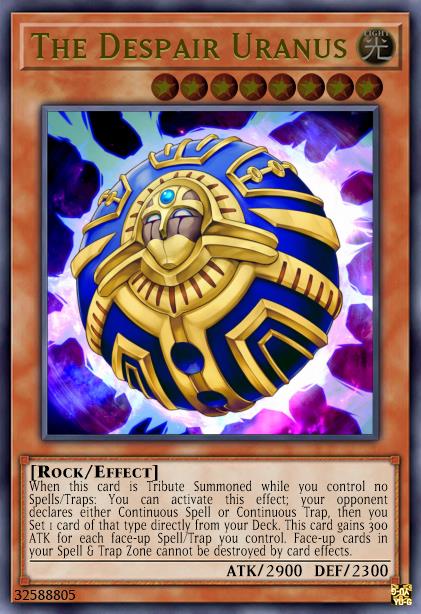 The Despair Uranus
LIGHT
光
[Rock/Effect]
When this card is Tribute Summoned while you control no
Spells/Traps: You can activate this effect; your opponent
declares either Continuous Spell or Continuous Trap, then you
Set 1 card of that type directly from your Deck. This card gains 300
ATK for each face-up Spell/Trap you control. Face-up cards in
your Spell & Trap Zone cannot be destroyed by card effects.
ATK/2900 DEF/2300
32588805